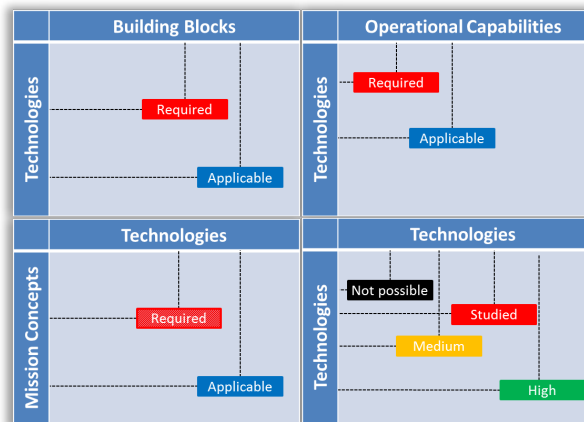 Building Blocks
Technologies
Required
Applicable
Operational Capabilities
Technologies
Required
Applicable
Technologies
Mission Concepts
Required
Applicable
Technologies
Technologies
Not possible
Studied
Medium
High